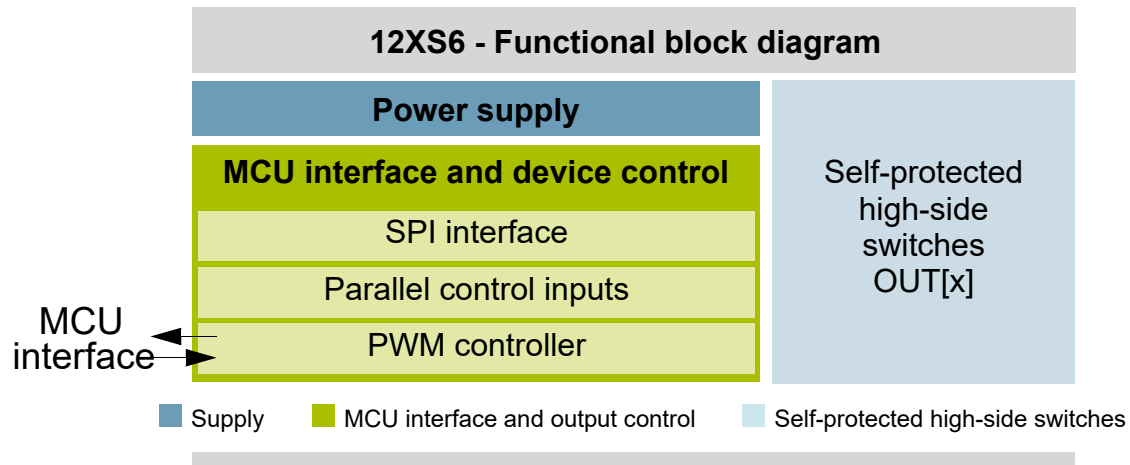 12XS6 - Functional block diagram
Power supply
MCU interface and device control
SPI interface
Parallel control inputs
PWM controller
MCU
interface
Self-protected
high-side
switches
OUT[x]
Supply
MCU interface and output control
Self-protected high-side switches